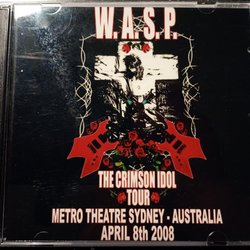 W. A. S. P.
THE CRIMSON IDOL
TOUR
METRO THEATRE SYDNEY - AUSTRALIA
APRIL 8th 2008